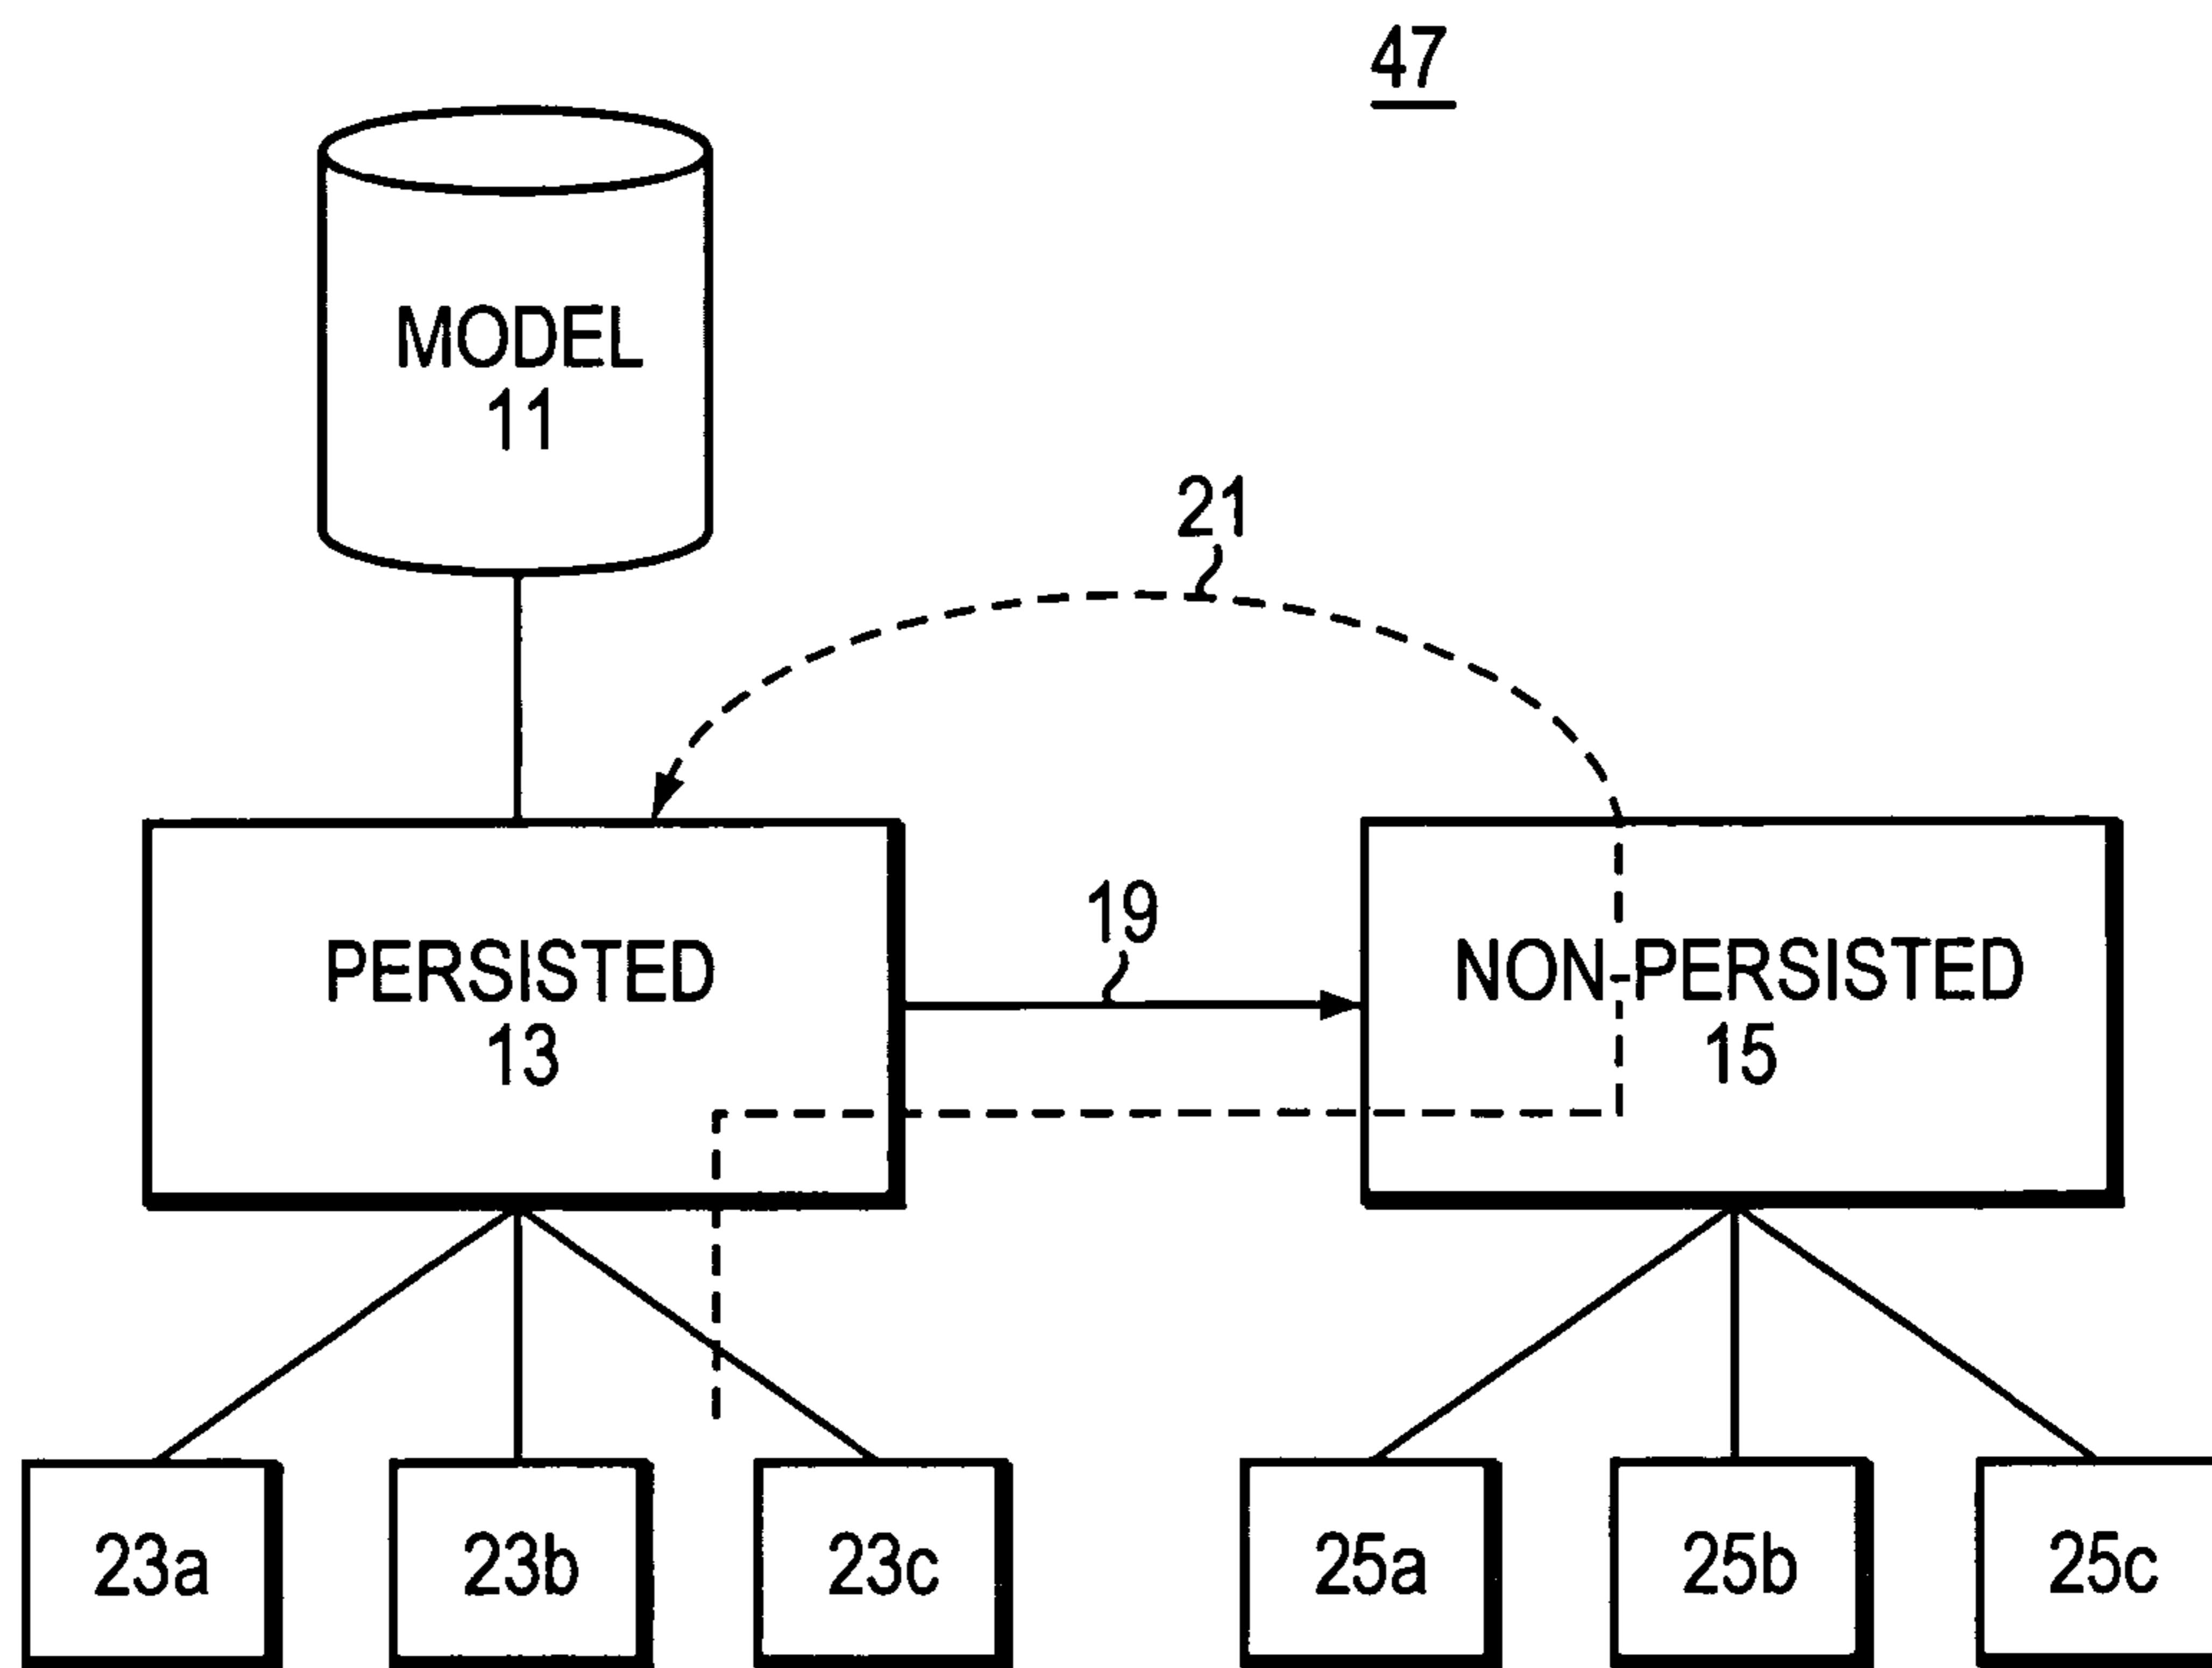 47
MODEL
11
21
19
PERSISTED
13
NON-PERSISTED
15
23a
23b
23c
25a
25b
25c